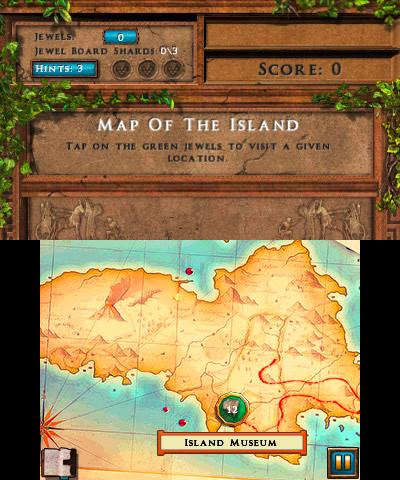 Jewels: 0
Jewel Board Shards: 0\3
Hints: 3
Score: 0
Map Of The Island
Tap on the green jewels to visit a given
location.
12
Island Museum